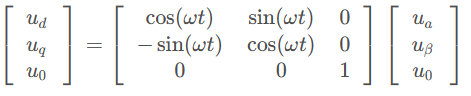 [ u_d ] = [ cos(ωt) sin(ωt) 0 ] [ u_a ]
[ u_q ] [ −sin(ωt) cos(ωt) 0 ] [ u_β ]
[ u_0 ] [ 0 0 1 ] [ u_0 ]